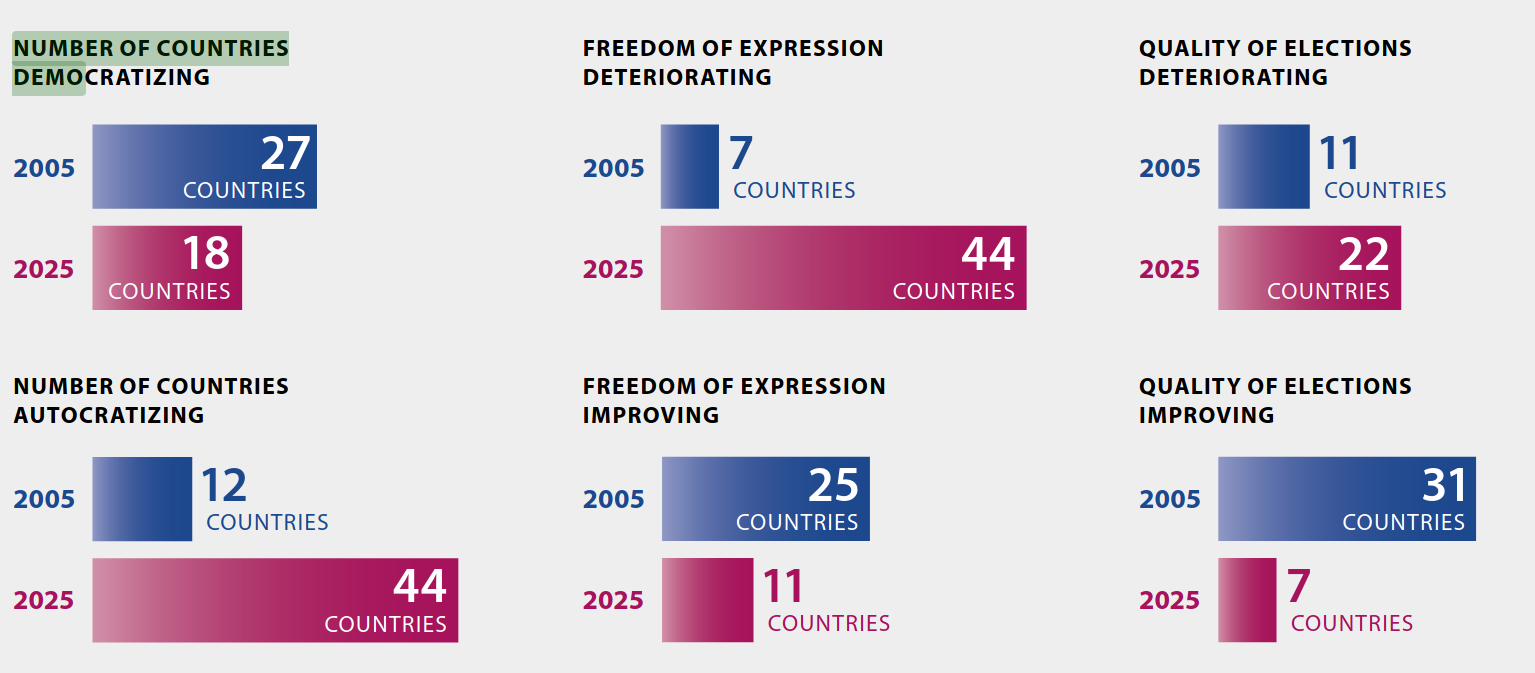 NUMBER OF COUNTRIES
DEMOCRATIZING
2005
27
COUNTRIES
2025
18
COUNTRIES
FREEDOM OF EXPRESSION
DETERIORATING
2005
7
COUNTRIES
2025
44
COUNTRIES
QUALITY OF ELECTIONS
DETERIORATING
2005
11
COUNTRIES
2025
22
COUNTRIES
NUMBER OF COUNTRIES
AUTOCRATIZING
2005
12
COUNTRIES
2025
44
COUNTRIES
FREEDOM OF EXPRESSION
IMPROVING
2005
25
COUNTRIES
2025
11
COUNTRIES
QUALITY OF ELECTIONS
IMPROVING
2005
31
COUNTRIES
2025
7
COUNTRIES